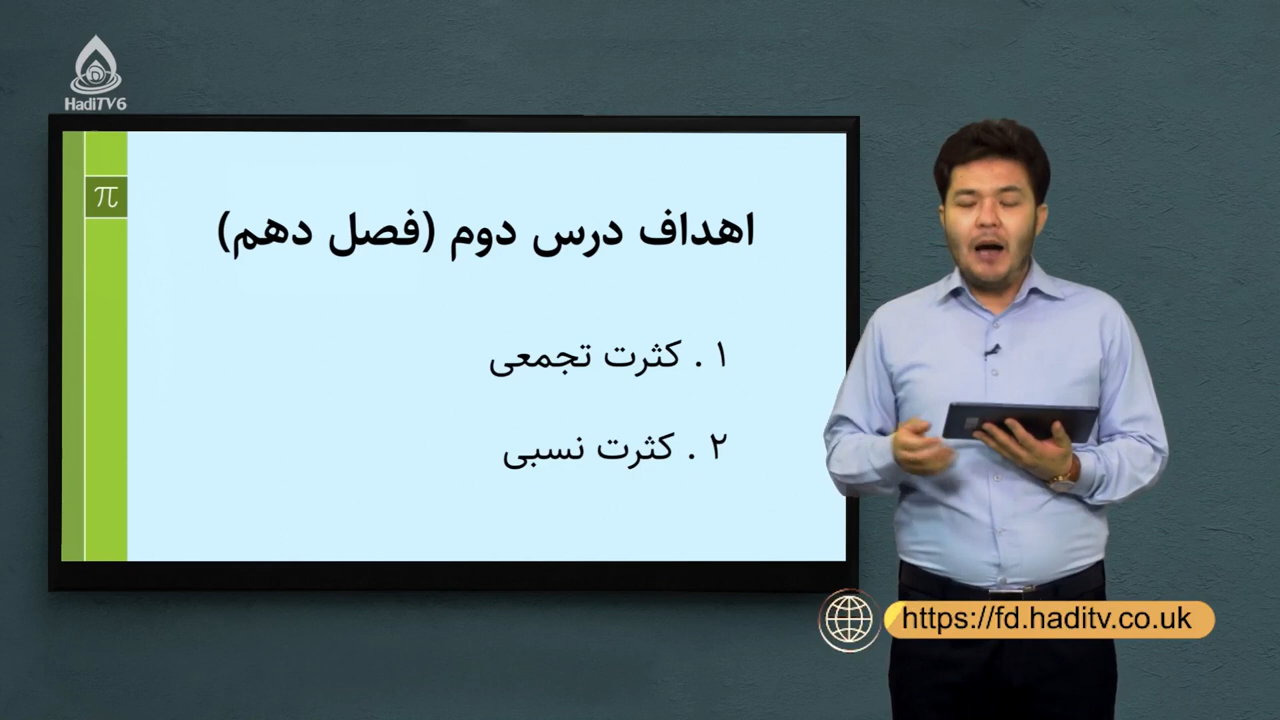 HadiTV6
π
اهداف درس دوم (فصل دهم)
۱ . کثرت تجمعی
۲ . کثرت نسبی
https://fd.haditv.co.uk